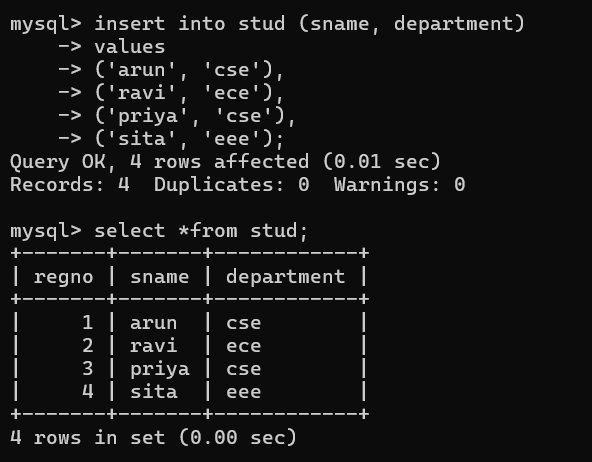 mysql> insert into stud (sname, department)
    -> values
    -> ('arun', 'cse'),
    -> ('ravi', 'ece'),
    -> ('priya', 'cse'),
    -> ('sita', 'eee');
Query OK, 4 rows affected (0.01 sec)
Records: 4  Duplicates: 0  Warnings: 0

mysql> select *from stud;
+-------+-------+------------+
| regno | sname | department |
+-------+-------+------------+
|     1 | arun  | cse        |
|     2 | ravi  | ece        |
|     3 | priya | cse        |
|     4 | sita  | eee        |
+-------+-------+------------+
4 rows in set (0.00 sec)